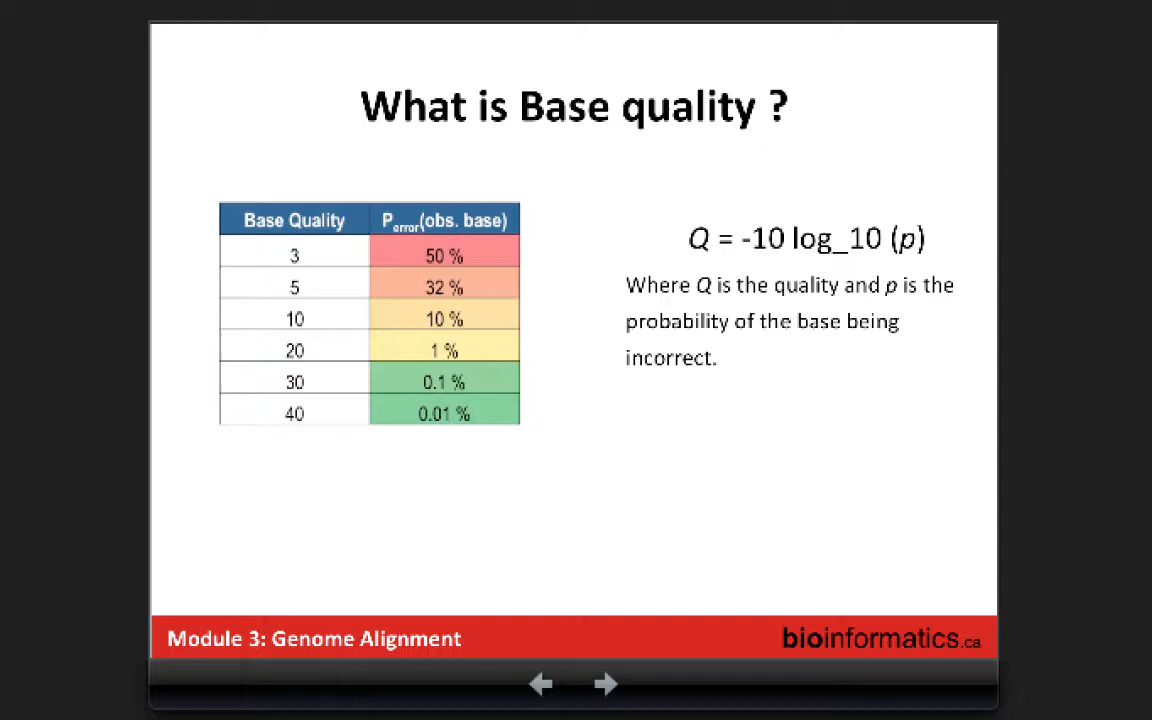 What is Base quality ?
Base Quality P_error(obs. base)
3 50 %
5 32 %
10 10 %
20 1 %
30 0.1 %
40 0.01 %
Q = -10 log_10 (p)
Where Q is the quality and p is the
probability of the base being
incorrect.
Module 3: Genome Alignment
bioinformatics.ca